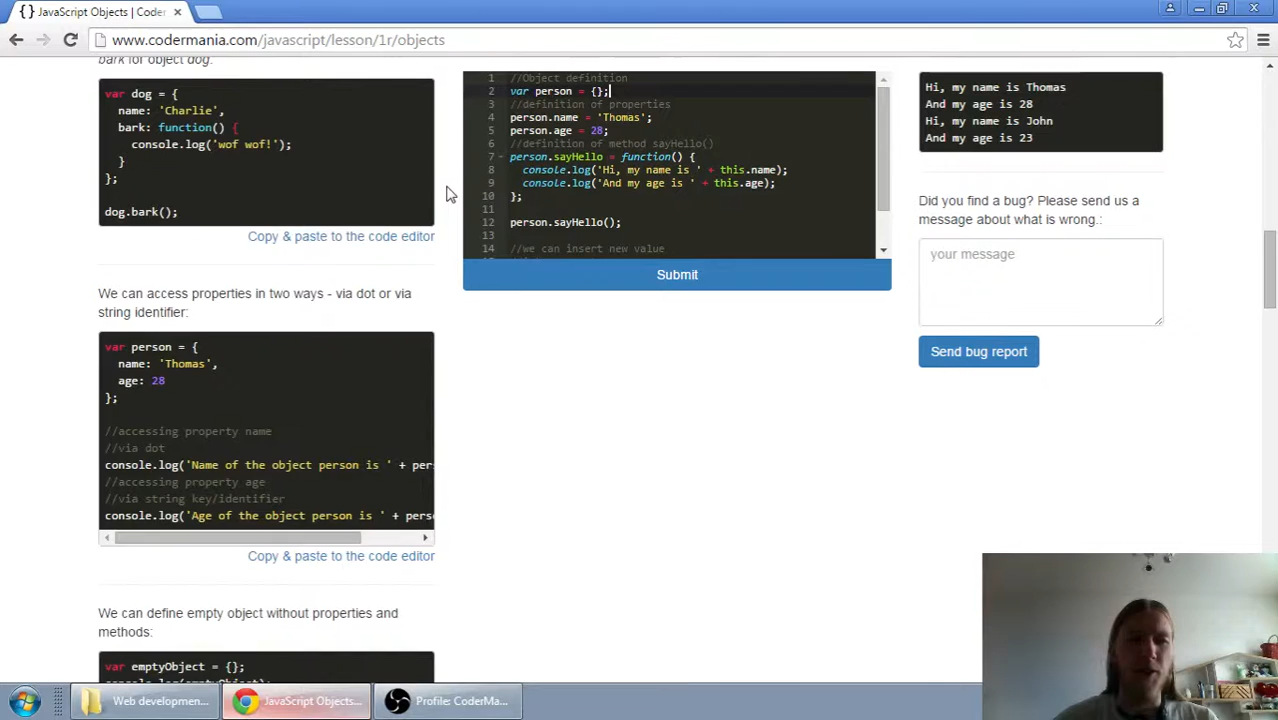 {} JavaScript Objects | Coder
www.codermania.com/javascript/lesson/1r/objects
bark for object dog:
var dog = {
name: 'Charlie',
bark: function() {
console.log('wof wof!');
}
};
dog.bark();
Copy & paste to the code editor
We can access properties in two ways - via dot or via
string identifier:
var person = {
name: 'Thomas',
age: 28
};
//accessing property name
//via dot
console.log('Name of the object person is ' + pers
//accessing property age
//via string key/identifier
console.log('Age of the object person is ' + perso
Copy & paste to the code editor
We can define empty object without properties and
methods:
var emptyObject = {};
console.log(emptyObject);
1 //Object definition
2 var person = {};
3 //definition of properties
4 person.name = 'Thomas';
5 person.age = 28;
6 //definition of method sayHello()
7 person.sayHello = function() {
8 console.log('Hi, my name is ' + this.name);
9 console.log('And my age is ' + this.age);
10 };
11
12 person.sayHello();
13
14 //we can insert new value
Submit
Hi, my name is Thomas
And my age is 28
Hi, my name is John
And my age is 23
Did you find a bug? Please send us a
message about what is wrong.:
your message
Send bug report
Web developmen...
JavaScript Objects...
Profile: CoderMa...